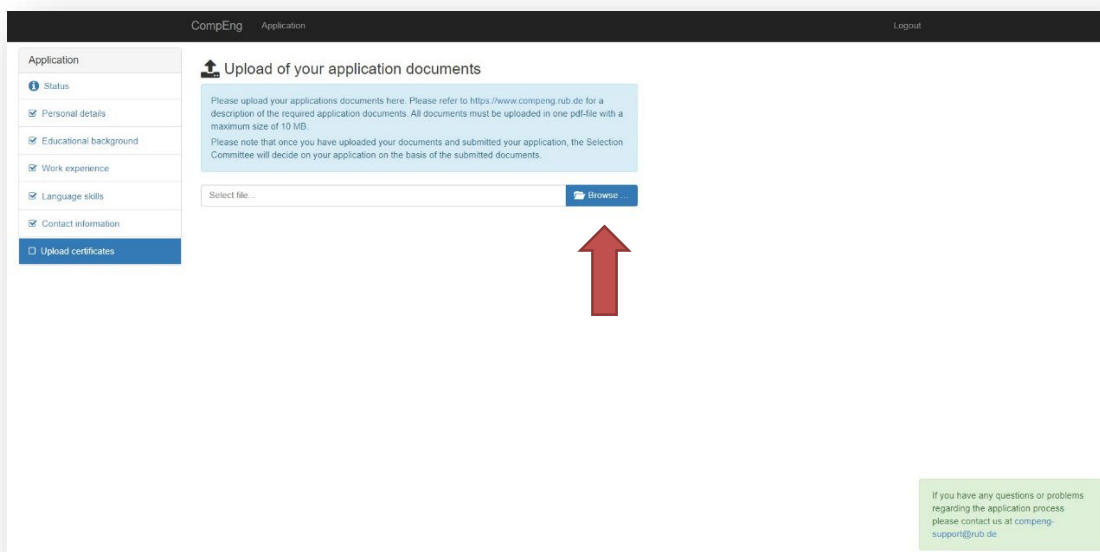 CompEng Application Logout
Application
Status
Personal details
Educational background
Work experience
Language skills
Contact information
Upload certificates
Upload of your application documents
Please upload your applications documents here. Please refer to https://www.compeng.rub.de for a
description of the required application documents. All documents must be uploaded in one pdf-file with a
maximum size of 10 MB.
Please note that once you have uploaded your documents and submitted your application, the Selection
Committee will decide on your application on the basis of the submitted documents.
Select file...
Browse ...
If you have any questions or problems
regarding the application process
please contact us at compeng-
support@rub.de